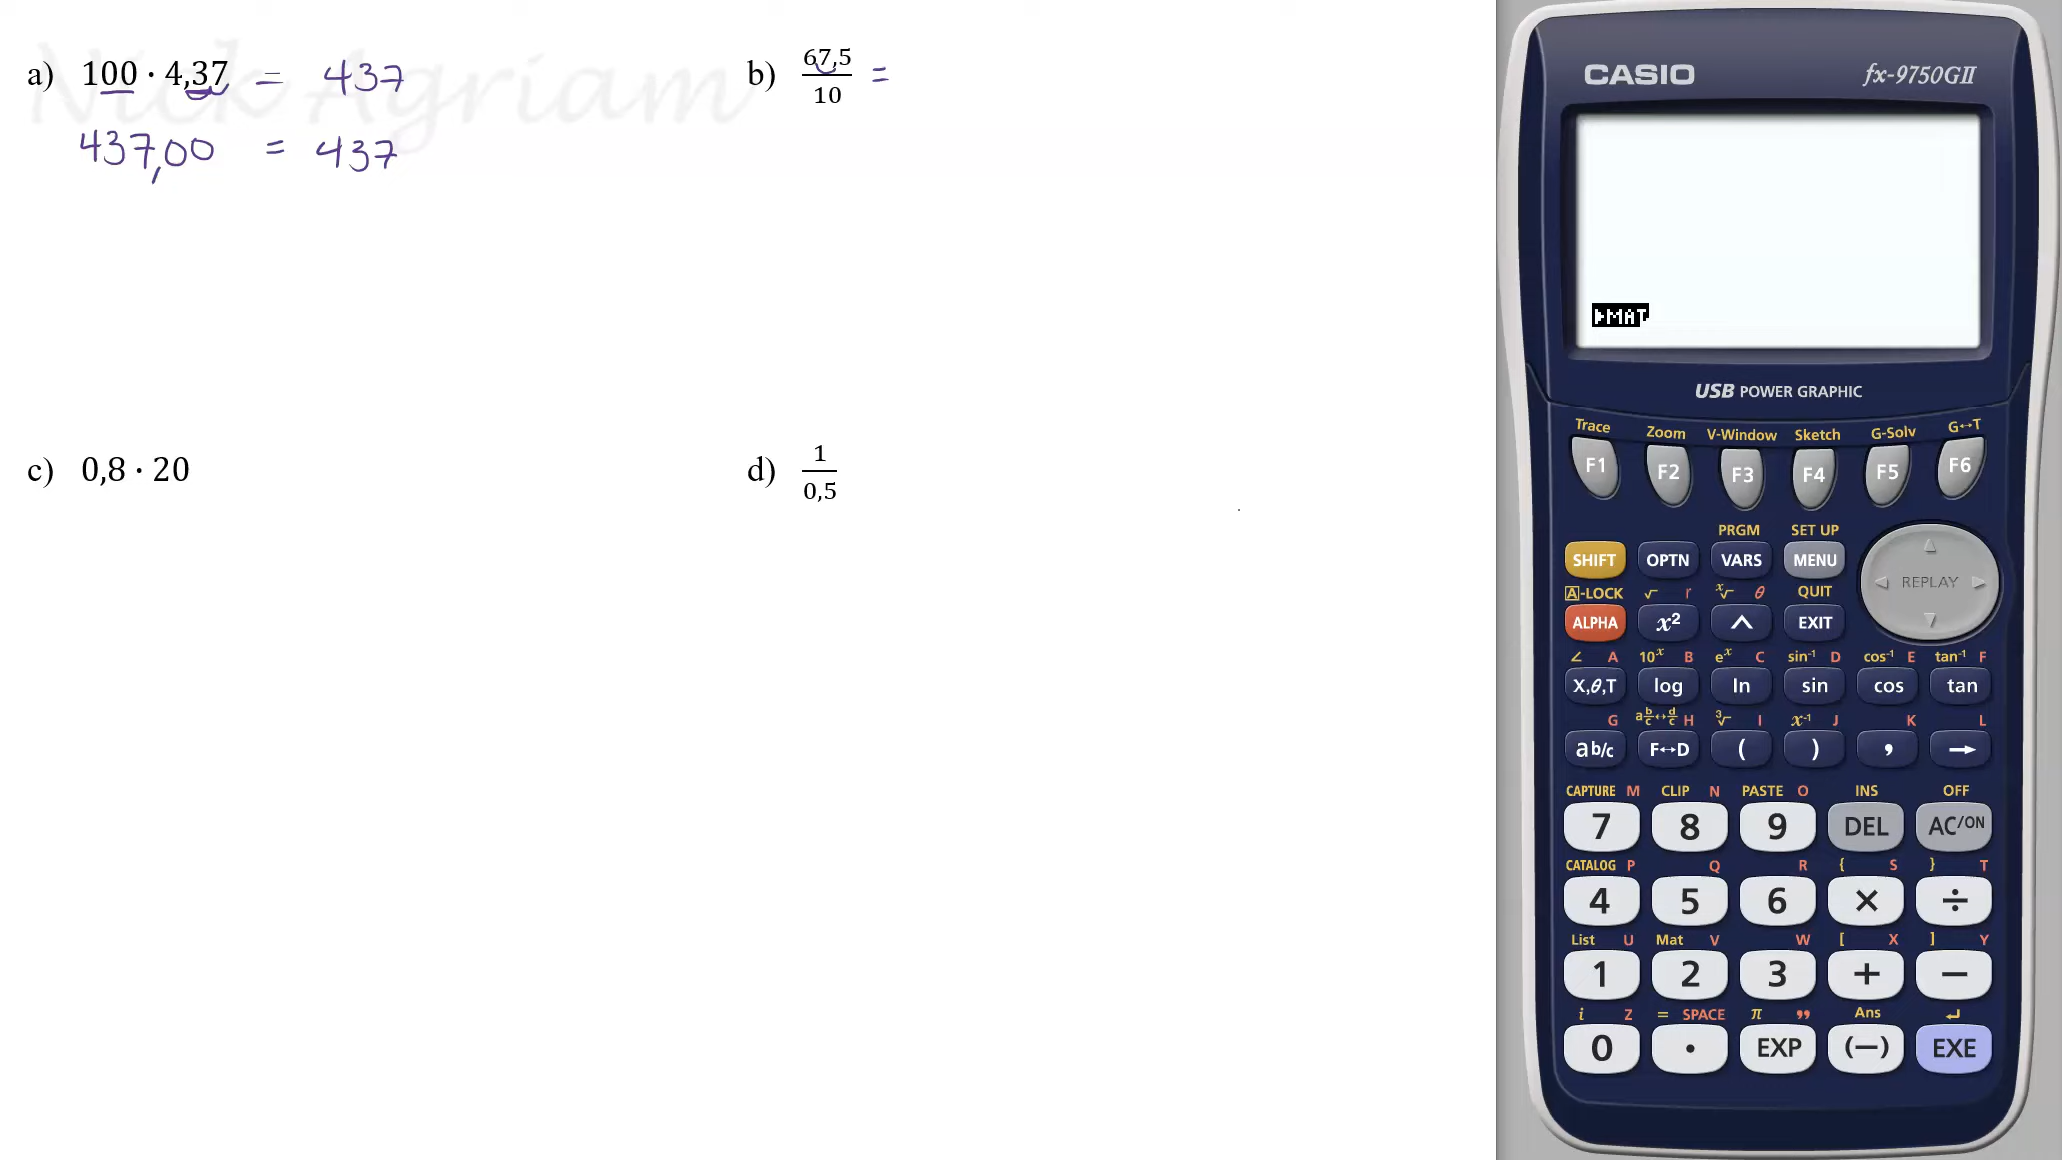 Nick Agriam
a) 100 · 4,37 = 437
437,00 = 437
b) 67,5/10 =
c) 0,8 · 20
d) 1/0,5
CASIO fx-9750GII
▶MAT
USB POWER GRAPHIC
Trace Zoom V-Window Sketch G-Solv G↔T
F1 F2 F3 F4 F5 F6
PRGM SET UP
SHIFT OPTN VARS MENU
REPLAY
A-LOCK √ r ˣ√ θ QUIT
ALPHA x² ^ EXIT
∠ A 10ˣ B eˣ C sin⁻¹ D cos⁻¹ E tan⁻¹ F
X,θ,T log ln sin cos tan
G a b/c↔d/c H ³√ I x⁻¹ J K L
a b/c F↔D ( ) , →
CAPTURE M CLIP N PASTE O INS OFF
7 8 9 DEL AC/ON
CATALOG P Q R { S } T
4 5 6 × ÷
List U Mat V W [ X ] Y
1 2 3 + −
i Z = SPACE π ” Ans ↵
0 • EXP (−) EXE